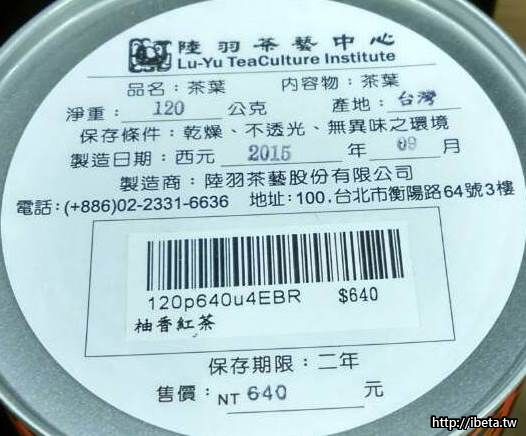 陸羽茶藝中心
Lu-Yu TeaCulture Institute
品名：茶葉　內容物：茶葉
淨重：120 公克　產地：台灣
保存條件：乾燥、不透光、無異味之環境
製造日期：西元 2015 年 09 月
製造商：陸羽茶藝股份有限公司
電話：(+886)02-2331-6636 地址：100.台北市衡陽路64號3樓
120p640u4EBR $640
柚香紅茶
保存期限：二年
售價：NT 640 元
http://ibeta.tw